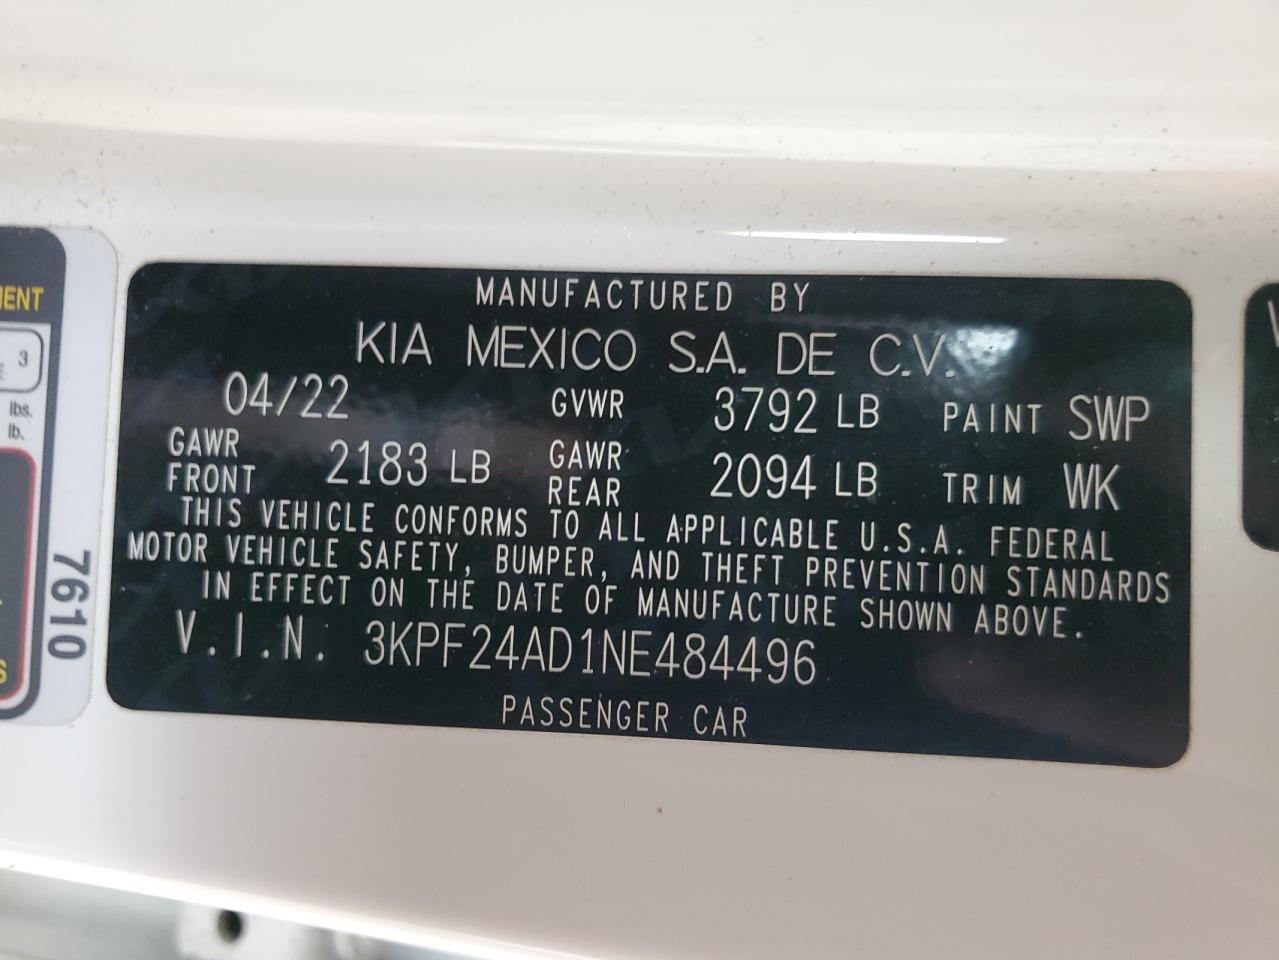 MANUFACTURED BY
KIA MEXICO S.A. DE C.V.
04/22 GVWR 3792 LB PAINT SWP
GAWR FRONT 2183 LB GAWR REAR 2094 LB TRIM WK
THIS VEHICLE CONFORMS TO ALL APPLICABLE U.S.A. FEDERAL
MOTOR VEHICLE SAFETY, BUMPER, AND THEFT PREVENTION STANDARDS
IN EFFECT ON THE DATE OF MANUFACTURE SHOWN ABOVE.
V.I.N. 3KPF24AD1NE484496
PASSENGER CAR
3
lbs.
lb.
7610